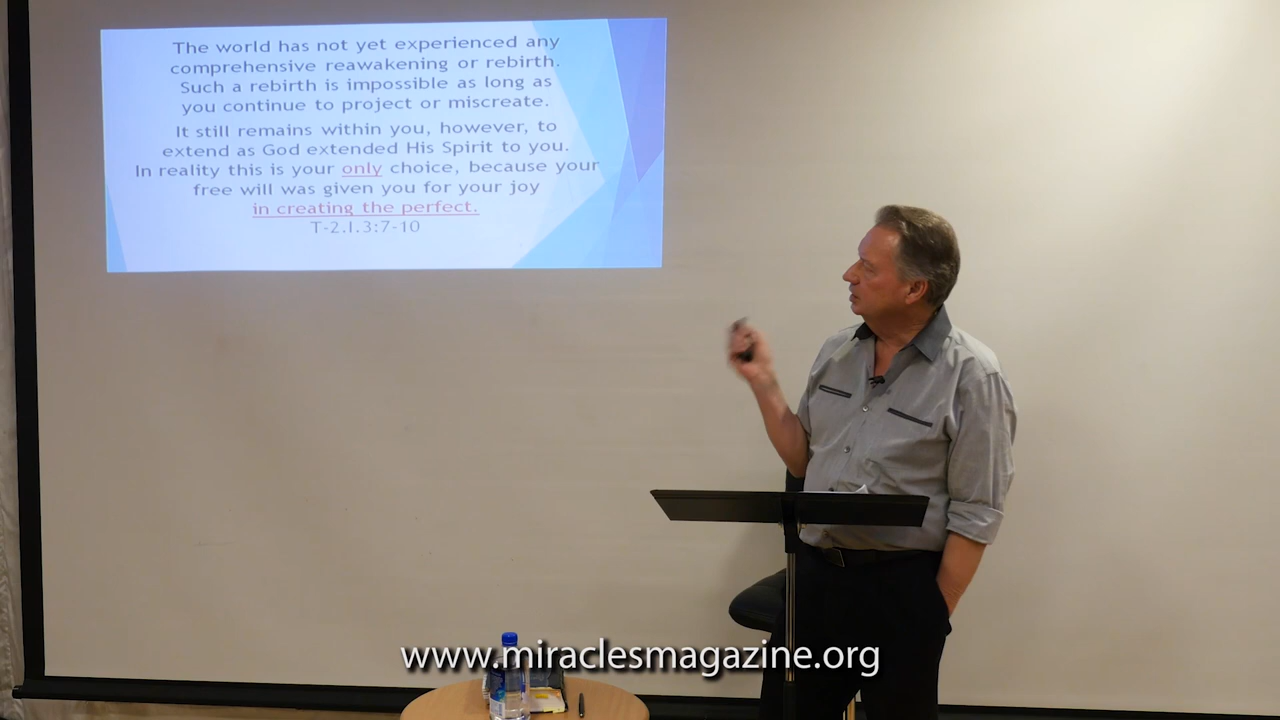 The world has not yet experienced any
comprehensive reawakening or rebirth.
Such a rebirth is impossible as long as
you continue to project or miscreate.
It still remains within you, however, to
extend as God extended His Spirit to you.
In reality this is your only choice, because your
free will was given you for your joy
in creating the perfect.
T-2.I.3:7-10
www.miraclesmagazine.org